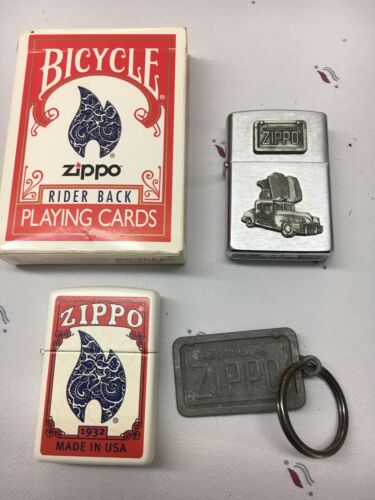 BICYCLE
®
zippo®
RIDER BACK
PLAYING CARDS
ZIPPO
ZIPPO
®
1932
MADE IN USA
ZIPPO